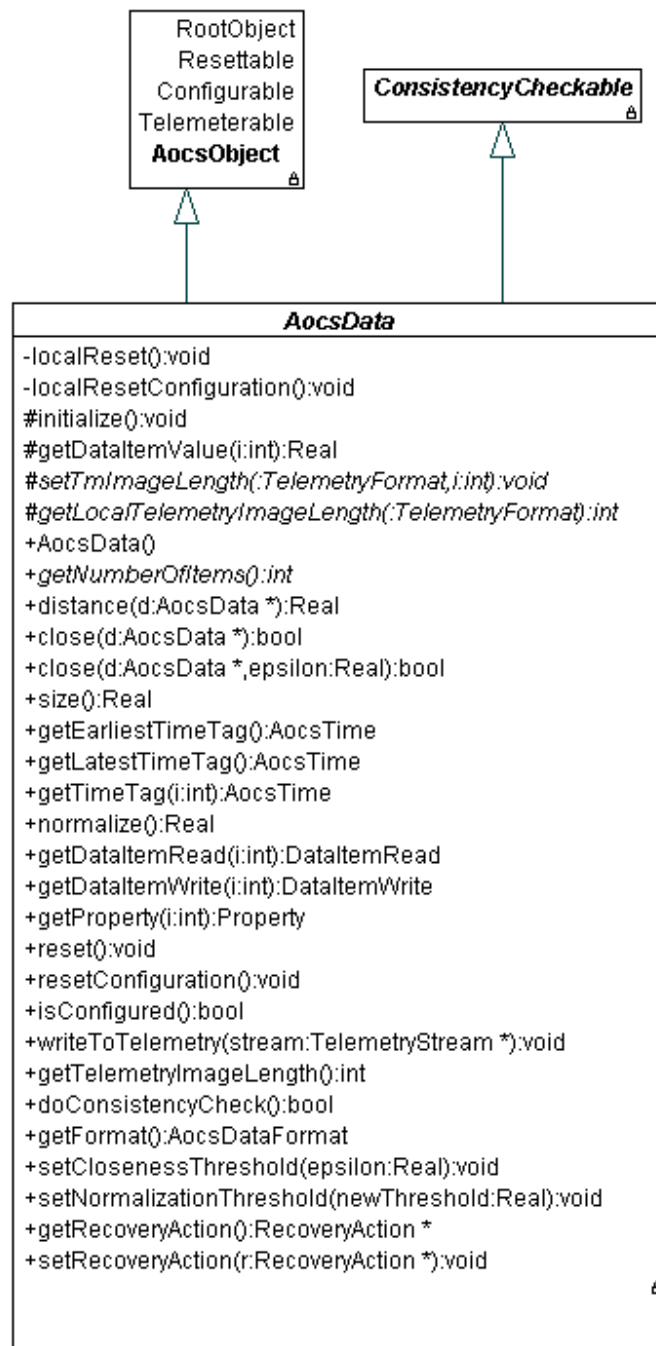 RootObject
Resettable
Configurable
Telemeterable
AocsObject
ConsistencyCheckable
AocsData
-localReset():void
-localResetConfiguration():void
#initialize():void
#getDataItemValue(i:int):Real
#setTmImageLength(:TelemetryFormat,i:int):void
#getLocalTelemetryImageLength(:TelemetryFormat):int
+AocsData()
+getNumberOfItems():int
+distance(d:AocsData *):Real
+close(d:AocsData *):bool
+close(d:AocsData *,epsilon:Real):bool
+size():Real
+getEarliestTimeTag():AocsTime
+getLatestTimeTag():AocsTime
+getTimeTag(i:int):AocsTime
+normalize():Real
+getDataItemRead(i:int):DataItemRead
+getDataItemWrite(i:int):DataItemWrite
+getProperty(i:int):Property
+reset():void
+resetConfiguration():void
+isConfigured():bool
+writeToTelemetry(stream:TelemetryStream *):void
+getTelemetryImageLength():int
+doConsistencyCheck():bool
+getFormat():AocsDataFormat
+setClosenessThreshold(epsilon:Real):void
+setNormalizationThreshold(newThreshold:Real):void
+getRecoveryAction():RecoveryAction *
+setRecoveryAction(r:RecoveryAction *):void